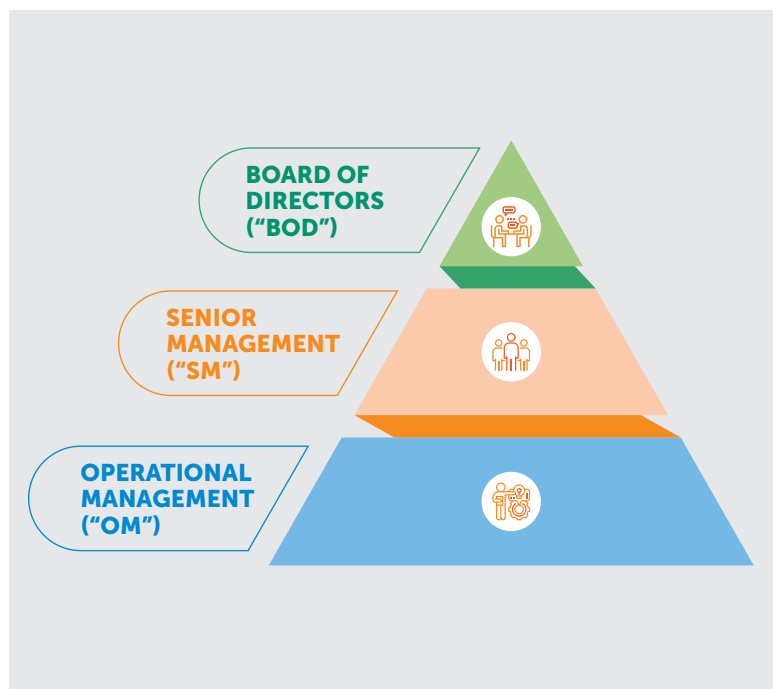 BOARD OF
DIRECTORS
(“BOD”)
SENIOR
MANAGEMENT
(“SM”)
OPERATIONAL
MANAGEMENT
(“OM”)